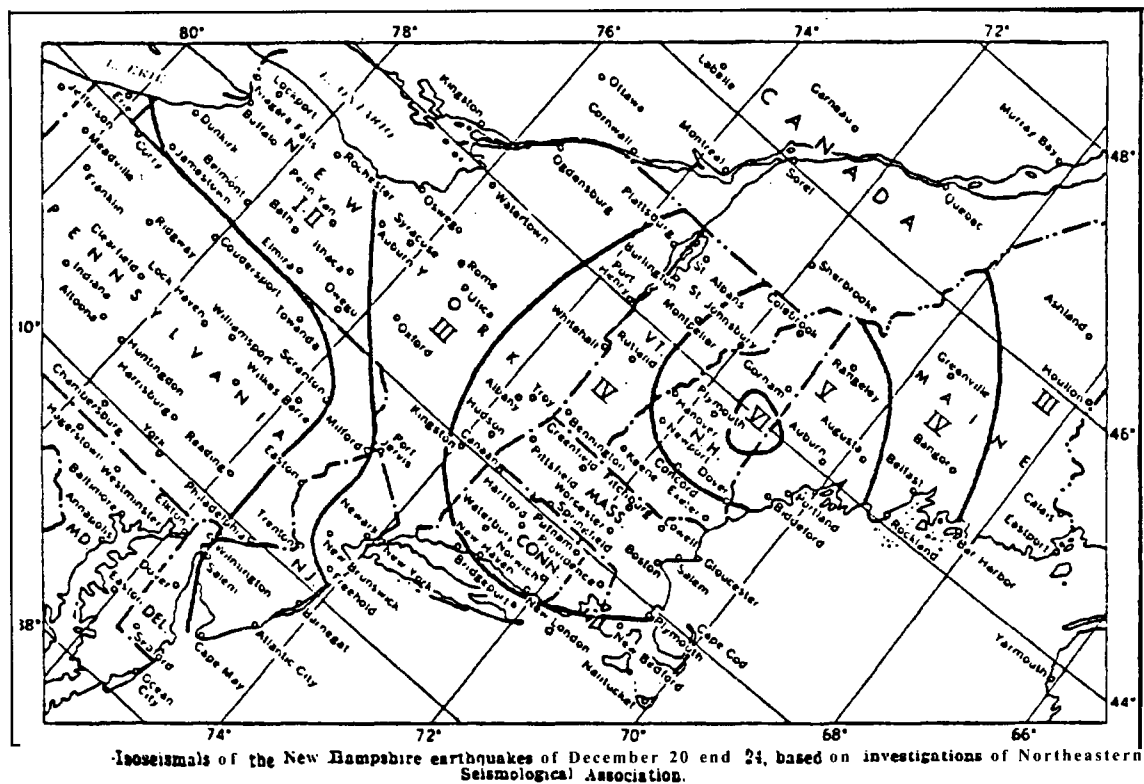 80°
78°
76°
74°
72°
L. ERIE
Jefferson
Erie
Corry
Meadville
Franklin
Dunkirk
Jamestown
Buffalo
Niagara Falls
Lockport
Belmont
Perin Yan
Bath
Ithaca
Elmira
Owego
Rochester
Oswego
Syracuse
Auburn
Kingston
Watertown
Rome
Utica
Oxford
NEW YORK
I-II
III
Ottawa
Cornwall
Ogdensburg
Montreal
Labelle
Garneau
CANADA
Murray Bay
Quebec
Sorel
48°
Plattsburg
Burlington
Port Henry
St Albans
St Johnsbury
Montpelier
Colebrook
Sherbrooke
Ashland
Houlton
Whitehall
Rutland
VT
IV
Ridgway
Coudersport
Clearfield
Indiana
Altoona
Lock Haven
Williamsport
Towanda
Scranton
Wilkes Barre
PENNSYLVANIA
Huntingdon
Harrisburg
Chambersburg
York
Reading
Easton
Milford
Port Jervis
Kingston
Hudson
Albany
Troy
Canaan
Bennington
Greenfield
Pittsfield
Keene
Fitchburg
Worcester
MASS
Springfield
Plymouth
Hanover
Newport
N H
VI
Gorham
Rangeley
V
Augusta
Auburn
Greenville
MAINE
IV
Bangor
Belfast
III
46°
Concord
Exeter
Dover
Portland
Biddeford
Rockland
Bar Harbor
Calais
Eastport
Lowell
Gloucester
Salem
Boston
Hartford
Putnam
Waterbury
New Haven
Norwich
Providence
CONN
Bridgeport
N. London
New Bedford
Nantucket
Plymouth
Cape Cod
Yarmouth
44°
Hagerstown
Westminster
Baltimore
Annapolis
MD
Philadelphia
Trenton
N J
Newark
New York
New Brunswick
Freehold
Wilmington
Salem
Dover
Easton
DEL
Seaford
Ocean City
Cape May
Atlantic City
Barnegat
38°
74°
72°
70°
68°
66°
Isoseismals of the New Hampshire earthquakes of December 20 end 24, based on investigations of Northeastern
Seismological Association.